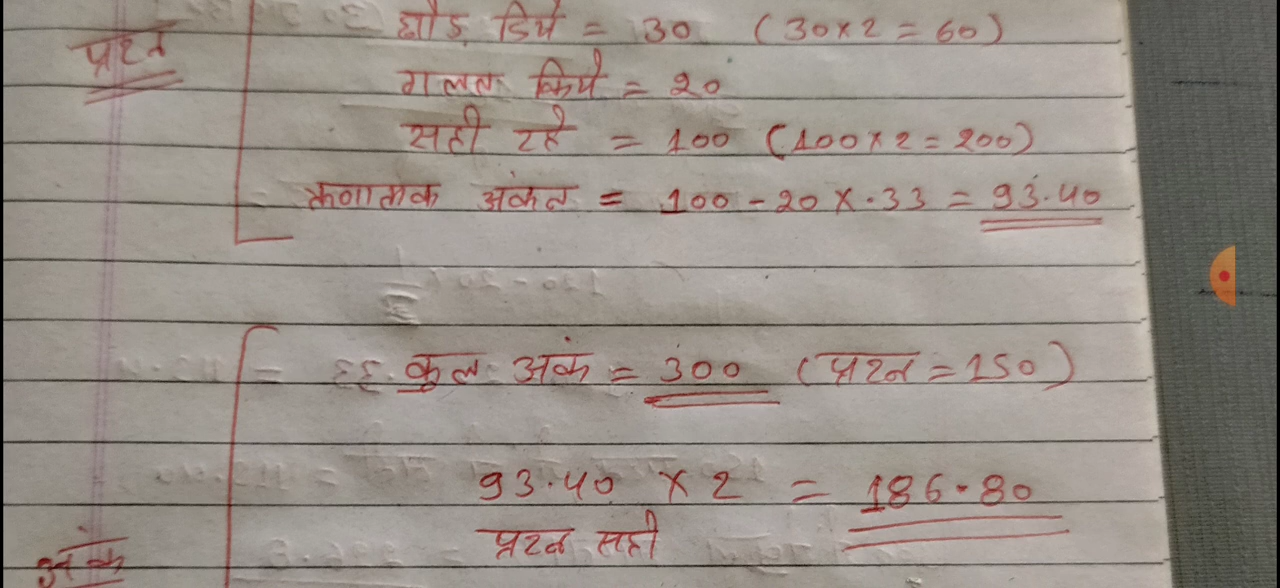 छोड़ दिये = 30 (30×2 = 60)
प्रश्न
गलत किये = 20
सही रहे = 100 (100×2 = 200)
ऋणात्मक अंकन = 100 - 20 × .33 = 93.40
कुल अंक = 300 (प्रश्न = 150)
93.40 × 2 = 186.80
प्रश्न सही
अंक